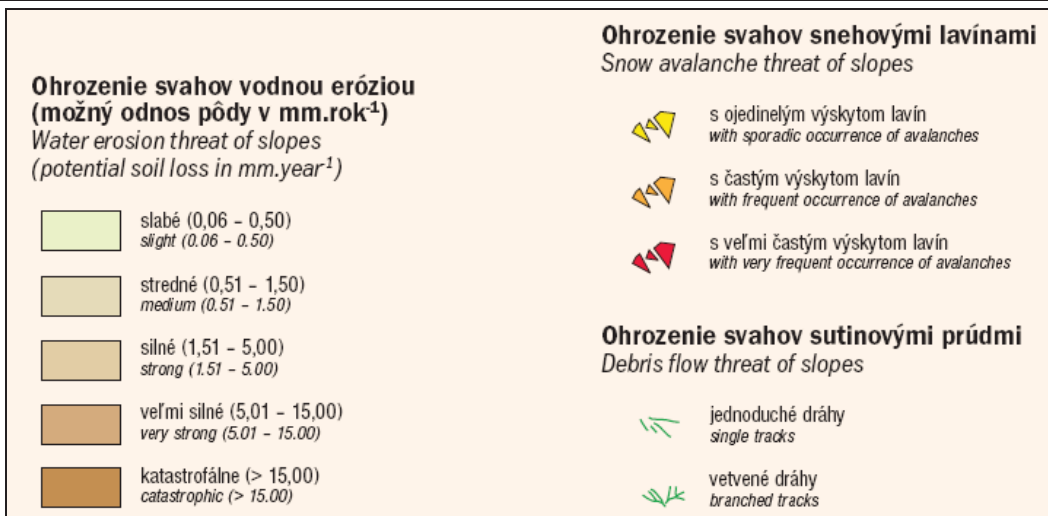 Ohrozenie svahov vodnou eróziou
(možný odnos pôdy v mm.rok-1)
Water erosion threat of slopes
(potential soil loss in mm.year1)
slabé (0,06 – 0,50)
slight (0.06 – 0.50)
stredné (0,51 – 1,50)
medium (0.51 – 1.50)
silné (1,51 – 5,00)
strong (1.51 – 5.00)
veľmi silné (5,01 – 15,00)
very strong (5.01 – 15.00)
katastrofálne (> 15,00)
catastrophic (> 15.00)
Ohrozenie svahov snehovými lavínami
Snow avalanche threat of slopes
s ojedinelým výskytom lavín
with sporadic occurrence of avalanches
s častým výskytom lavín
with frequent occurrence of avalanches
s veľmi častým výskytom lavín
with very frequent occurrence of avalanches
Ohrozenie svahov sutinovými prúdmi
Debris flow threat of slopes
jednoduché dráhy
single tracks
vetvené dráhy
branched tracks